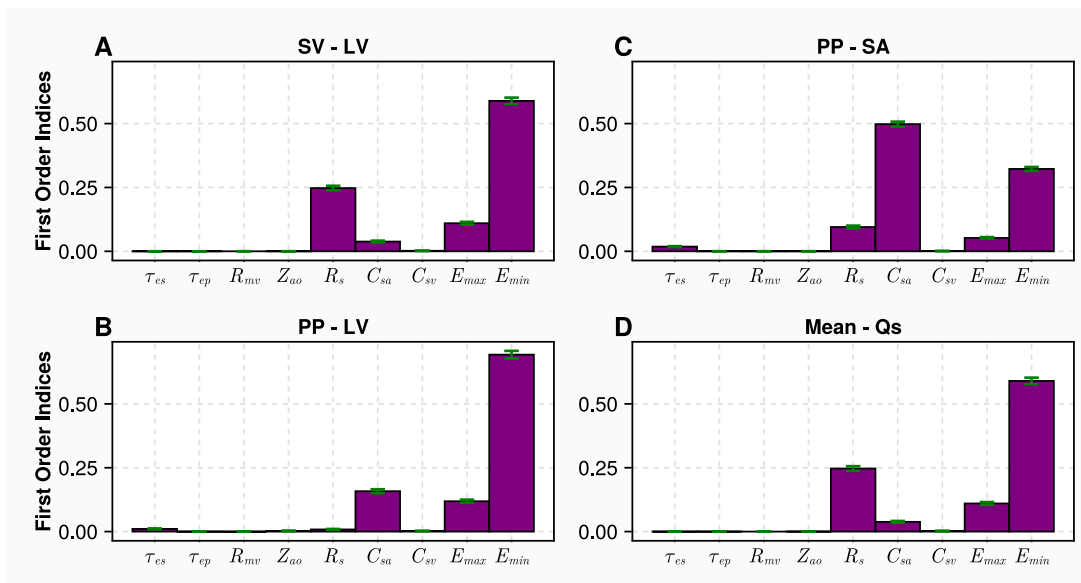 A
SV - LV
First Order Indices
0.50
0.25
0.00
τes τep Rmv Zao Rs Csa Csv Emax Emin
C
PP - SA
0.50
0.25
0.00
τes τep Rmv Zao Rs Csa Csv Emax Emin
B
PP - LV
First Order Indices
0.50
0.25
0.00
τes τep Rmv Zao Rs Csa Csv Emax Emin
D
Mean - Qs
0.50
0.25
0.00
τes τep Rmv Zao Rs Csa Csv Emax Emin